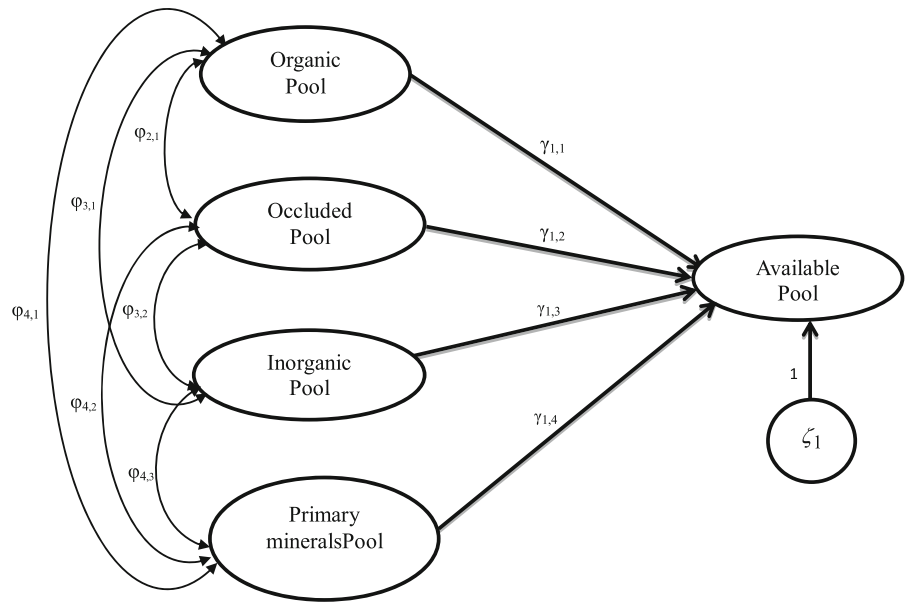 Organic
Pool
φ2,1
γ1,1
φ3,1
Occluded
Pool
γ1,2
Available
Pool
φ4,1
φ3,2
γ1,3
Inorganic
Pool
1
φ4,2
γ1,4
ζ1
φ4,3
Primary
mineralsPool